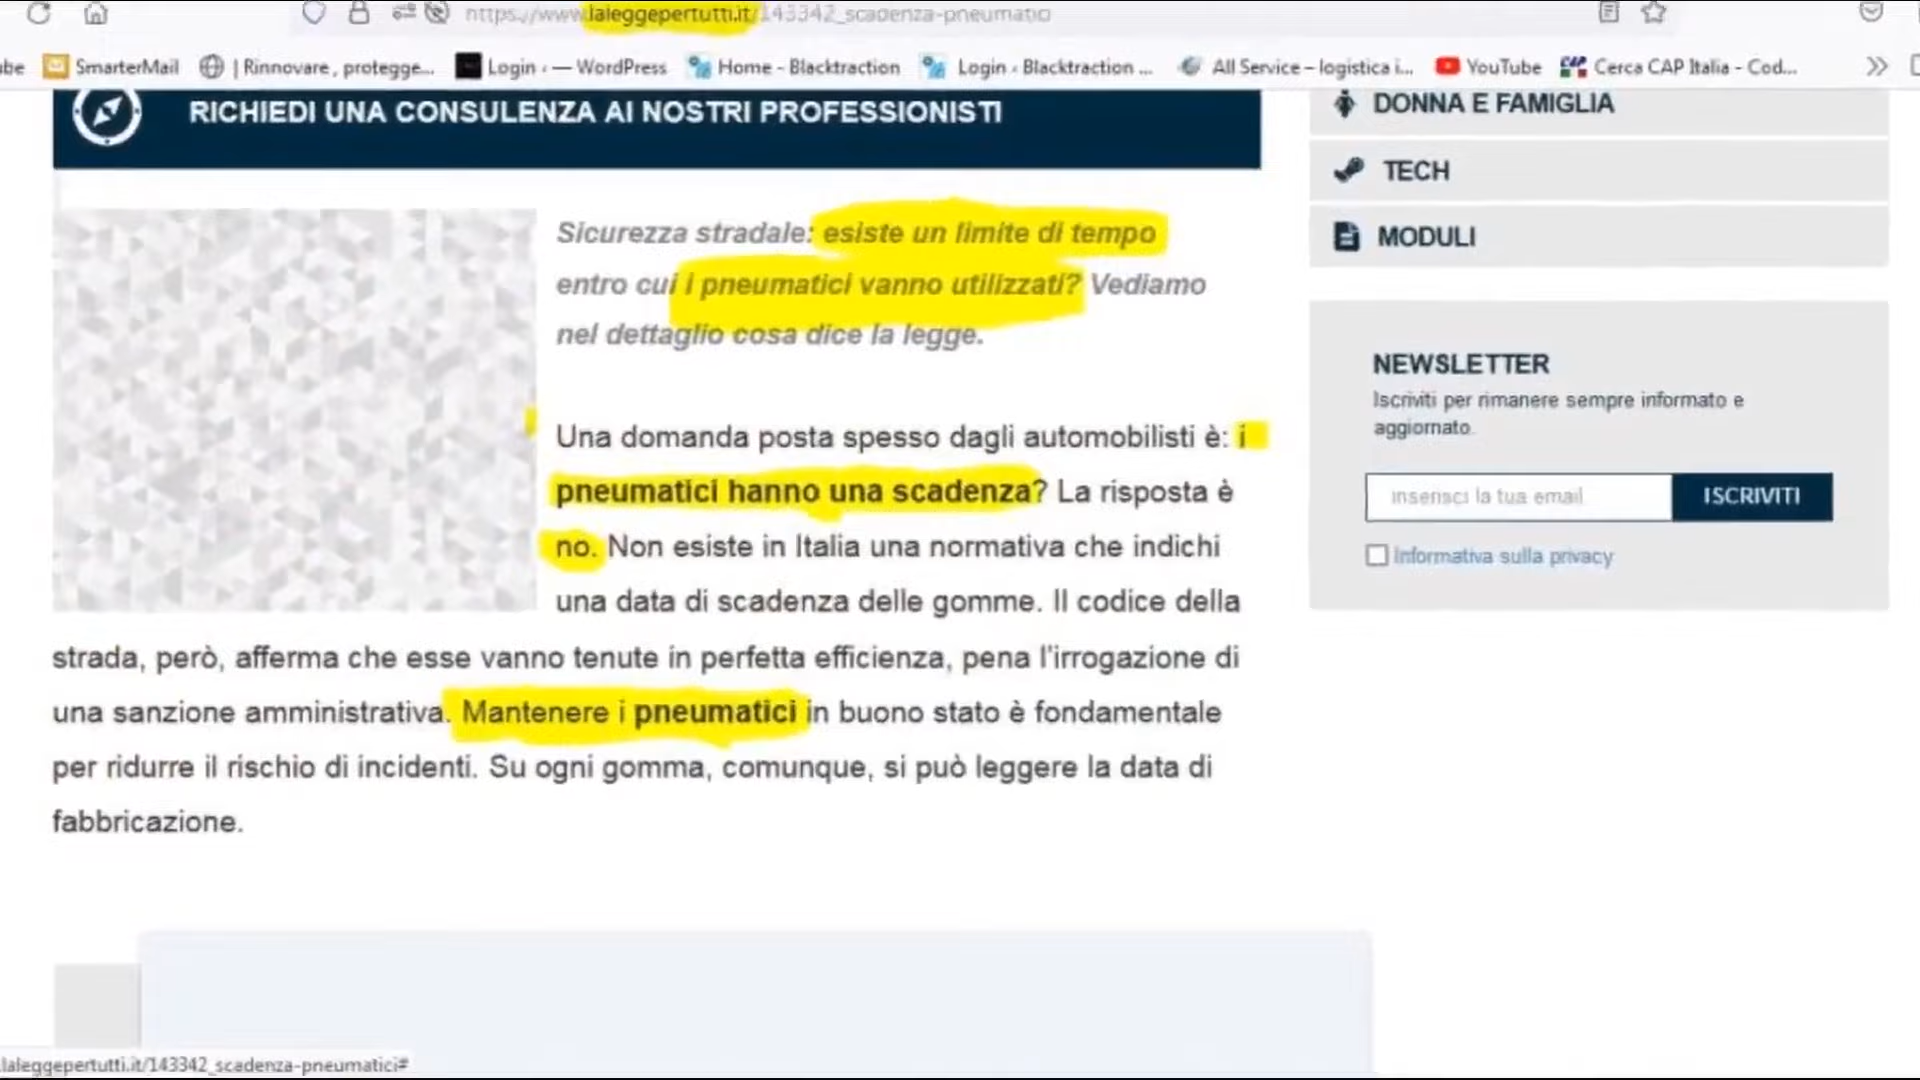 https://www.laleggepertutti.it/143342_scadenza-pneumatici
be SmarterMail | Rinnovare , protegge... Login ‹ — WordPress Home - Blacktraction Login ‹ Blacktraction ... All Service – logistica i... YouTube Cerca CAP Italia - Cod...
RICHIEDI UNA CONSULENZA AI NOSTRI PROFESSIONISTI
Sicurezza stradale: esiste un limite di tempo
entro cui i pneumatici vanno utilizzati? Vediamo
nel dettaglio cosa dice la legge.
Una domanda posta spesso dagli automobilisti è: i
pneumatici hanno una scadenza? La risposta è
no. Non esiste in Italia una normativa che indichi
una data di scadenza delle gomme. Il codice della
strada, però, afferma che esse vanno tenute in perfetta efficienza, pena l'irrogazione di
una sanzione amministrativa. Mantenere i pneumatici in buono stato è fondamentale
per ridurre il rischio di incidenti. Su ogni gomma, comunque, si può leggere la data di
fabbricazione.
DONNA E FAMIGLIA
TECH
MODULI
NEWSLETTER
Iscriviti per rimanere sempre informato e
aggiornato.
inserisci la tua email ISCRIVITI
Informativa sulla privacy
laleggepertutti.it/143342_scadenza-pneumatici#